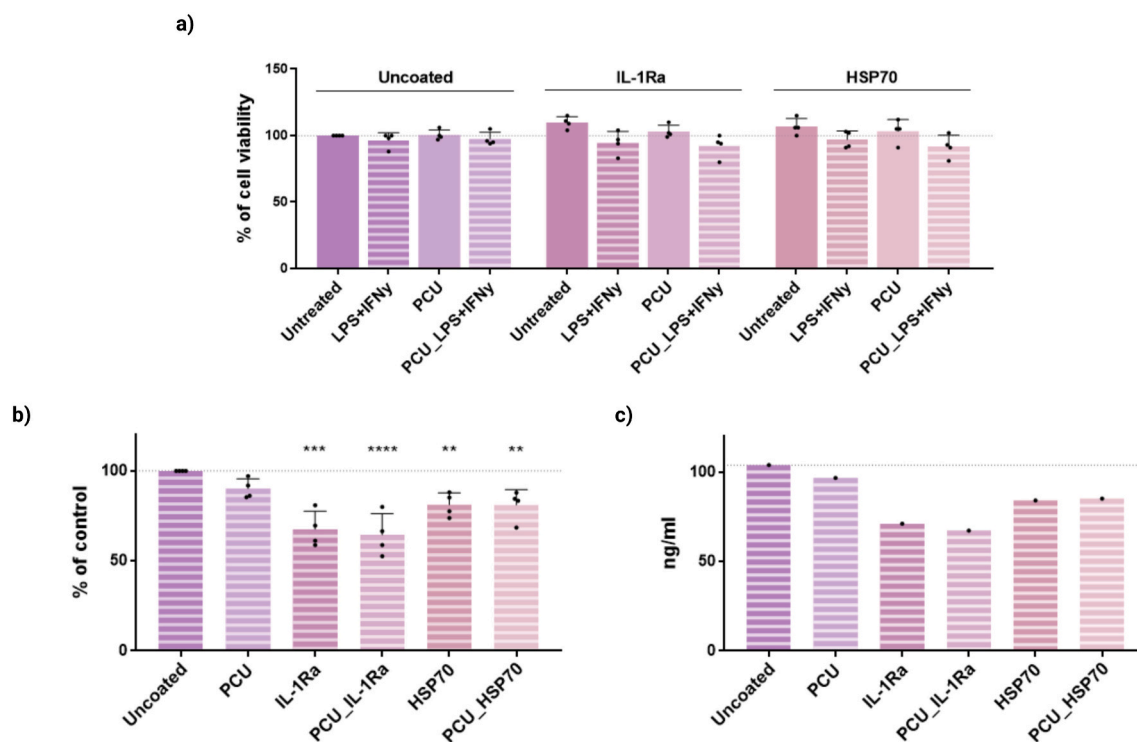 a)
% of cell viability
150
100
50
0
Uncoated
IL-1Ra
HSP70
Untreated
LPS+IFNy
PCU
PCU_LPS+IFNy
Untreated
LPS+IFNy
PCU
PCU_LPS+IFNy
Untreated
LPS+IFNy
PCU
PCU_LPS+IFNy
b)
% of control
100
50
0
***
****
**
**
Uncoated
PCU
IL-1Ra
PCU_IL-1Ra
HSP70
PCU_HSP70
c)
ng/ml
100
50
0
Uncoated
PCU
IL-1Ra
PCU_IL-1Ra
HSP70
PCU_HSP70